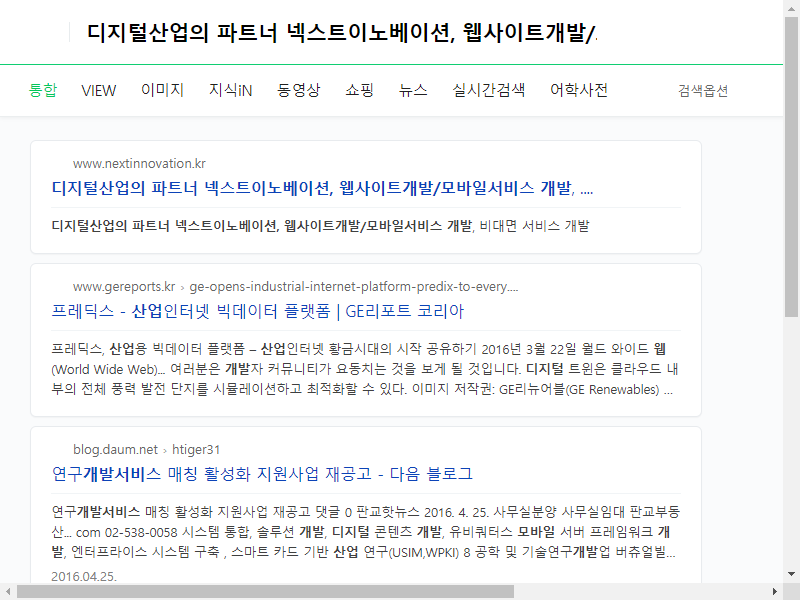 디지털산업의 파트너 넥스트이노베이션, 웹사이트개발/
통합 VIEW 이미지 지식iN 동영상 쇼핑 뉴스 실시간검색 어학사전 검색옵션
www.nextinnovation.kr
디지털산업의 파트너 넥스트이노베이션, 웹사이트개발/모바일서비스 개발, ....
디지털산업의 파트너 넥스트이노베이션, 웹사이트개발/모바일서비스 개발, 비대면 서비스 개발
www.gereports.kr › ge-opens-industrial-internet-platform-predix-to-every....
프레딕스 - 산업인터넷 빅데이터 플랫폼 | GE리포트 코리아
프레딕스, 산업용 빅데이터 플랫폼 – 산업인터넷 황금시대의 시작 공유하기 2016년 3월 22일 월드 와이드 웹
(World Wide Web)... 여러분은 개발자 커뮤니티가 요동치는 것을 보게 될 것입니다. 디지털 트윈은 클라우드 내
부의 전체 풍력 발전 단지를 시뮬레이션하고 최적화할 수 있다. 이미지 저작권: GE리뉴어블(GE Renewables) ...
blog.daum.net › htiger31
연구개발서비스 매칭 활성화 지원사업 재공고 - 다음 블로그
연구개발서비스 매칭 활성화 지원사업 재공고 댓글 0 판교핫뉴스 2016. 4. 25. 사무실분양 사무실임대 판교부동
산... com 02-538-0058 시스템 통합, 솔루션 개발, 디지털 콘텐츠 개발, 유비쿼터스 모바일 서버 프레임워크 개
발, 엔터프라이스 시스템 구축 , 스마트 카드 기반 산업 연구(USIM,WPKI) 8 공학 및 기술연구개발업 버츄얼빌...
2016.04.25.